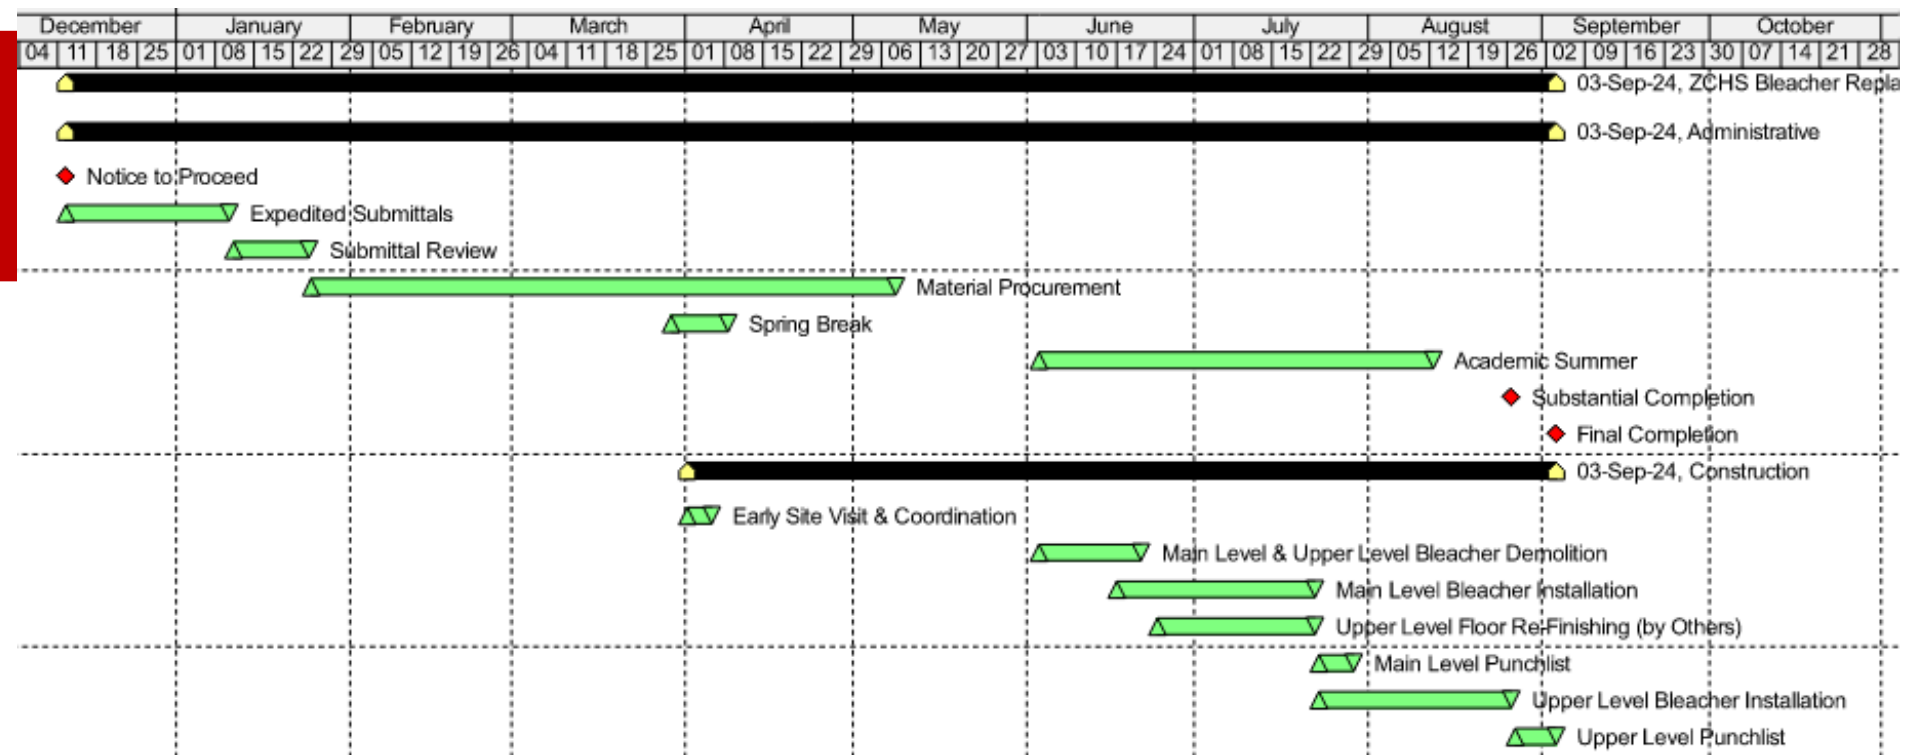 December January February March April May June July August September October
04 11 18 25 01 08 15 22 29 05 12 19 26 04 11 18 25 01 08 15 22 29 06 13 20 27 03 10 17 24 01 08 15 22 29 05 12 19 26 02 09 16 23 30 07 14 21 28
03-Sep-24, ZCHS Bleacher Repla
03-Sep-24, Administrative
Notice to Proceed
Expedited Submittals
Submittal Review
Material Procurement
Spring Break
Academic Summer
Substantial Completion
Final Completion
03-Sep-24, Construction
Early Site Visit & Coordination
Main Level & Upper Level Bleacher Demolition
Main Level Bleacher Installation
Upper Level Floor Re-Finishing (by Others)
Main Level Punchlist
Upper Level Bleacher Installation
Upper Level Punchlist